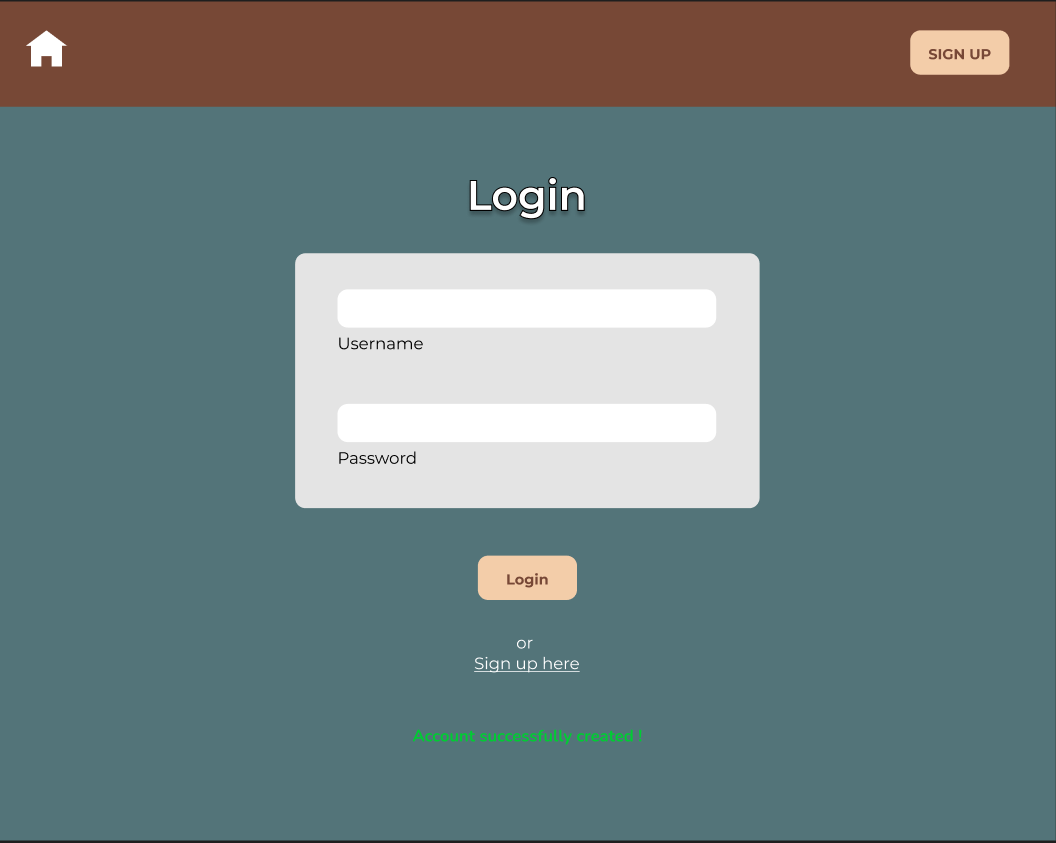 SIGN UP
Login
Username
Password
Login
or
Sign up here
Account successfully created !